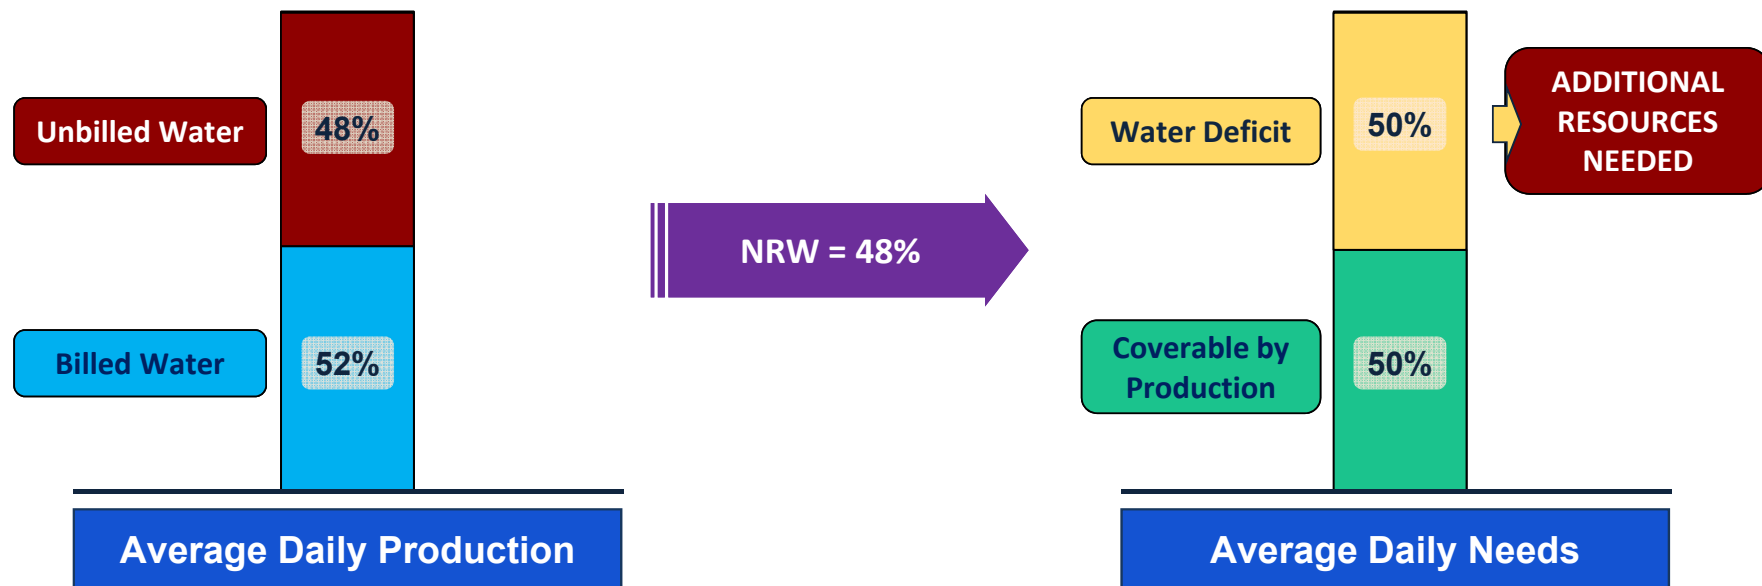 Unbilled Water
48%
Billed Water
52%
Average Daily Production
NRW = 48%
Water Deficit
50%
ADDITIONAL
RESOURCES
NEEDED
Coverable by
Production
50%
Average Daily Needs